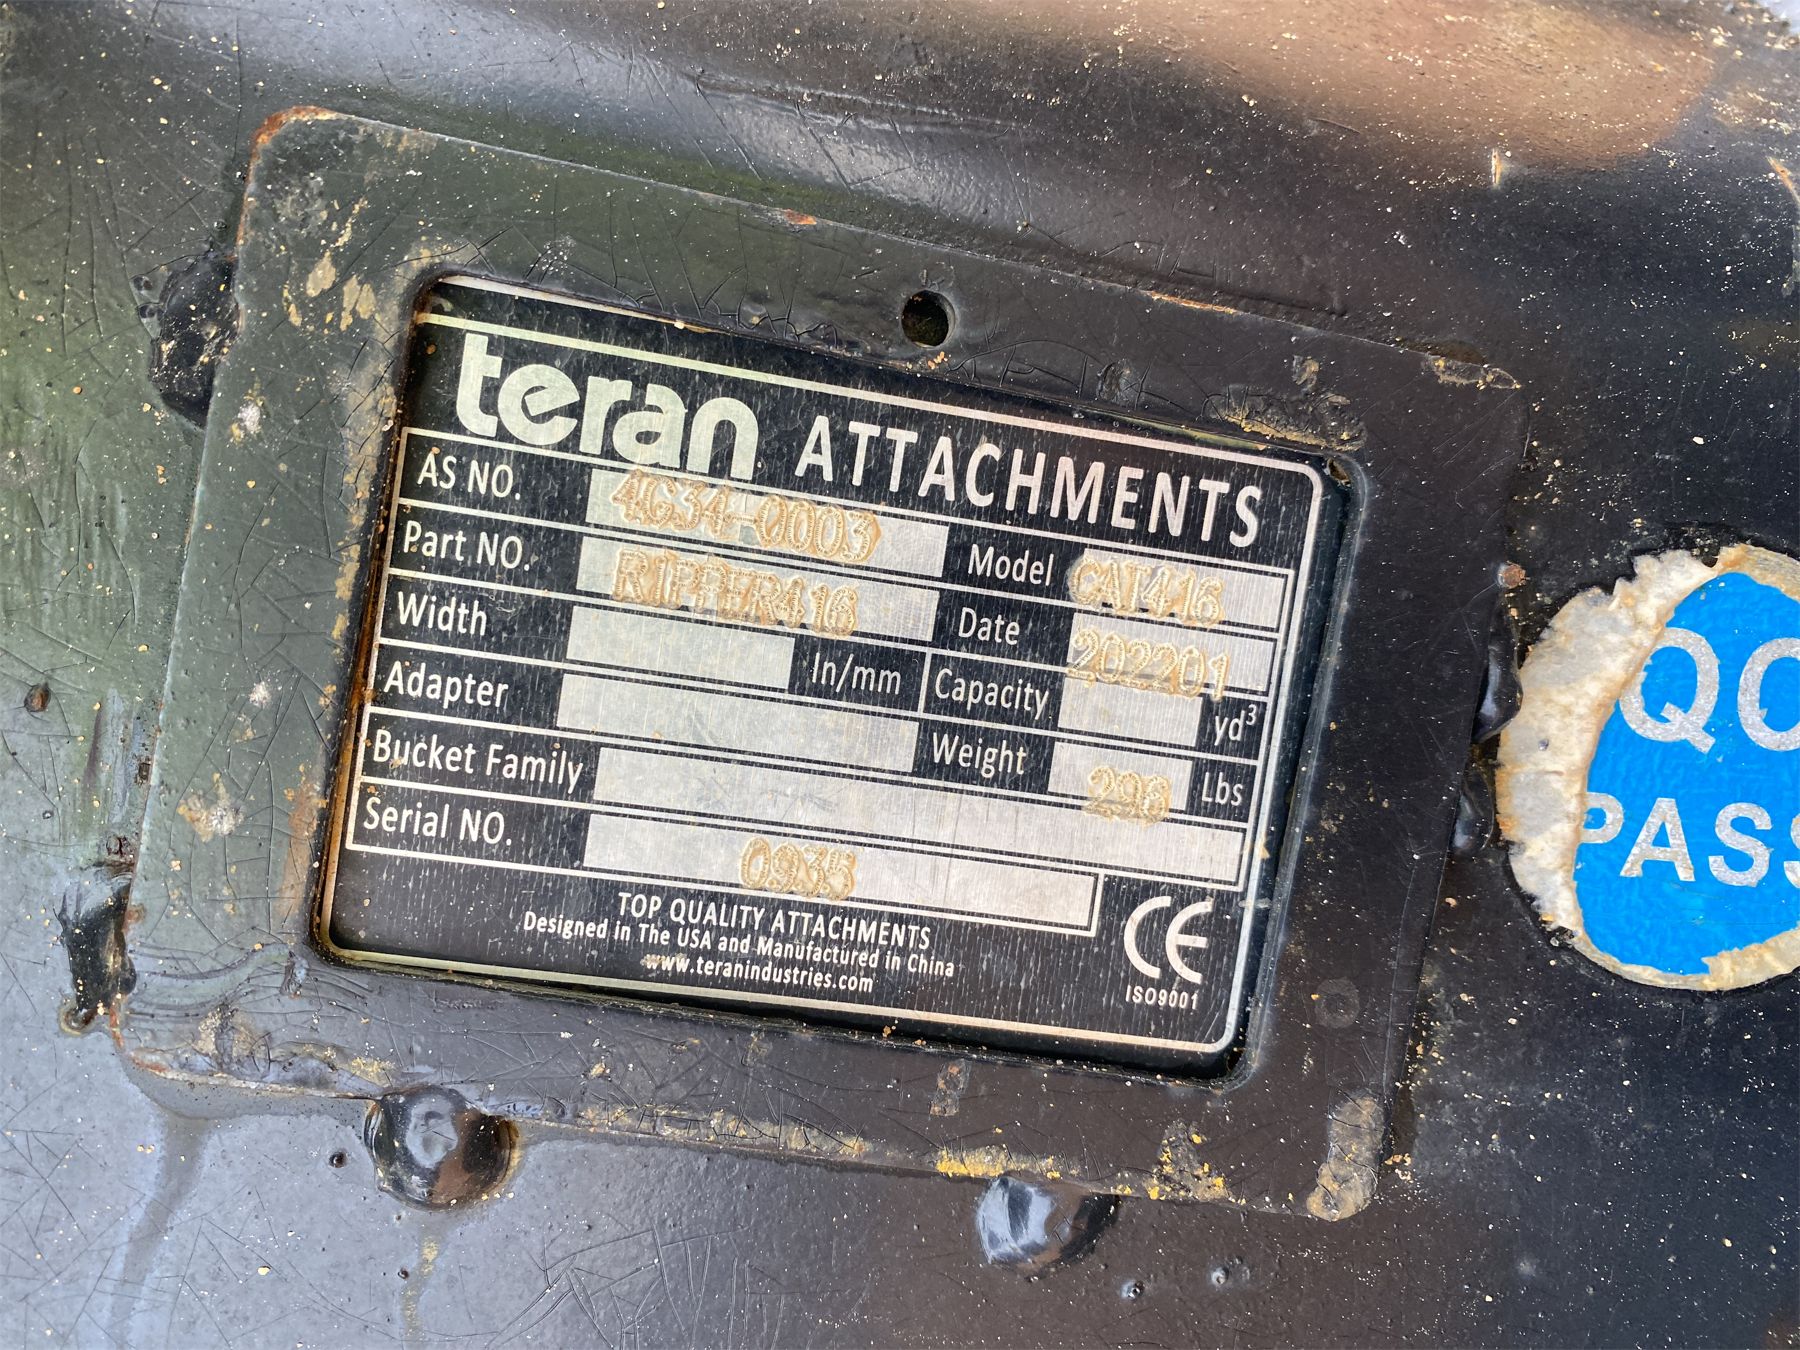 teran ATTACHMENTS
AS NO. 4G34-0003
Model CAT416
Part NO. RIPPER416
Date 202201
Width In/mm
Capacity yd³
Adapter
Weight 298 Lbs
Bucket Family
Serial NO. 0935
TOP QUALITY ATTACHMENTS
Designed in The USA and Manufactured in China
www.teranindustries.com
CE
ISO9001
QC
PASS